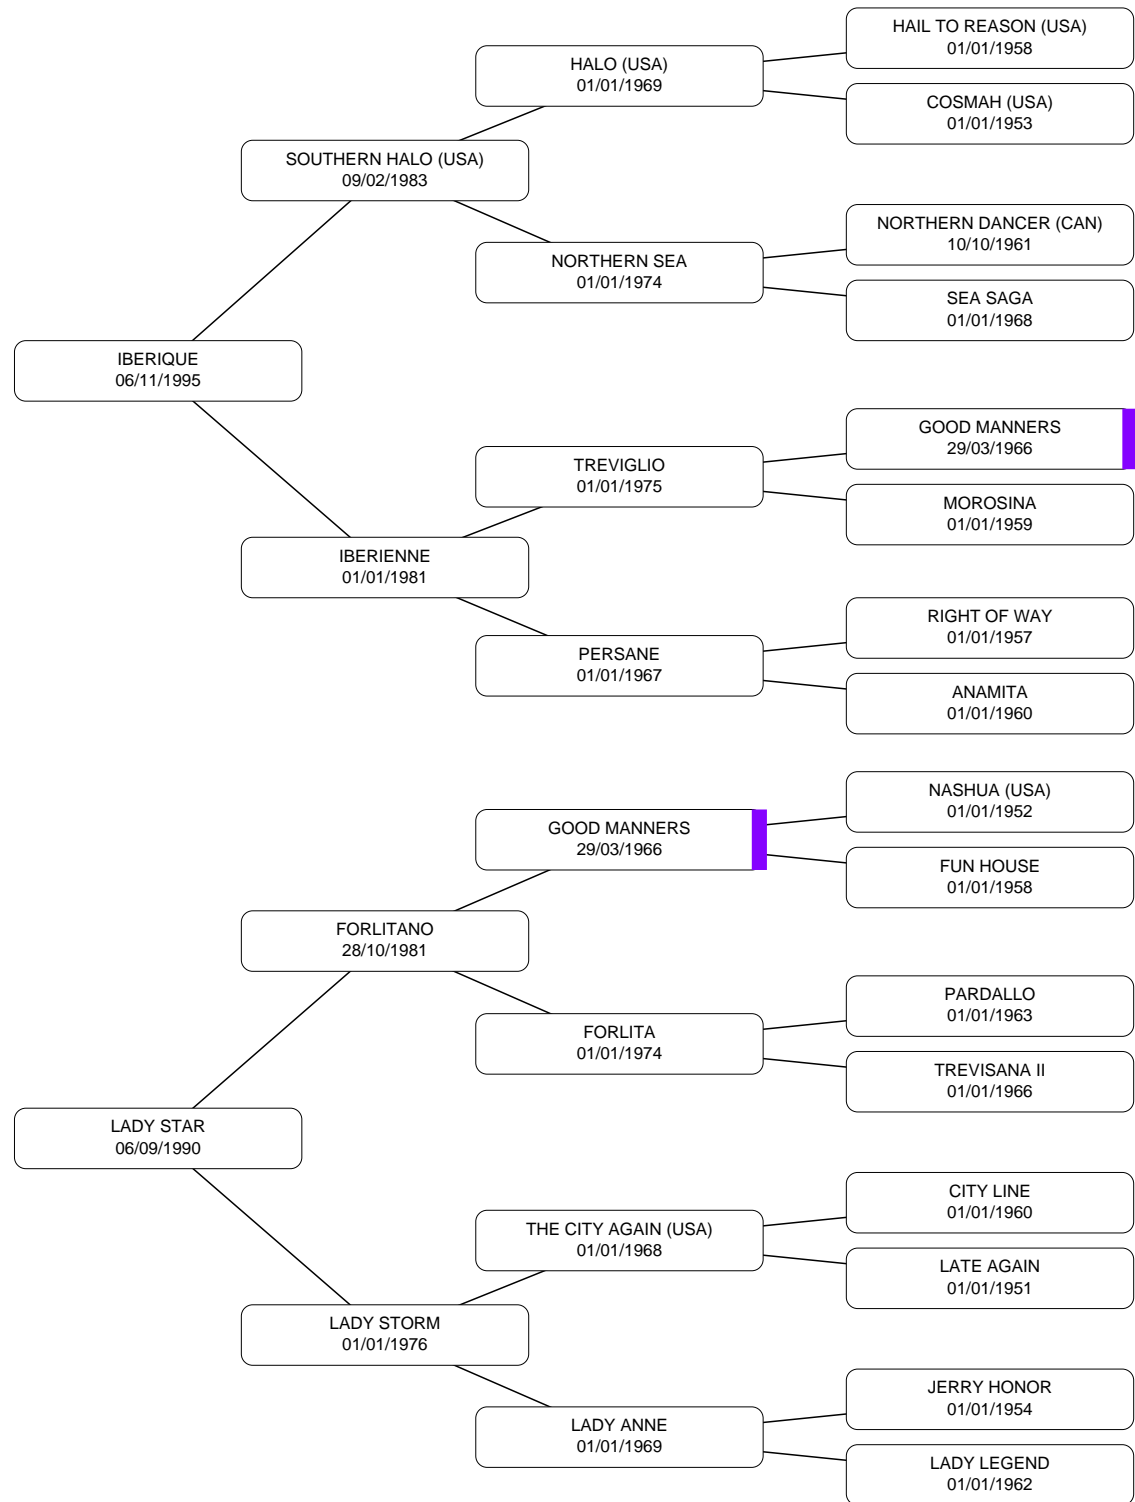 HAIL TO REASON (USA)
01/01/1958
HALO (USA)
01/01/1969
COSMAH (USA)
01/01/1953
SOUTHERN HALO (USA)
09/02/1983
NORTHERN DANCER (CAN)
10/10/1961
NORTHERN SEA
01/01/1974
SEA SAGA
01/01/1968
IBERIQUE
06/11/1995
GOOD MANNERS
29/03/1966
TREVIGLIO
01/01/1975
MOROSINA
01/01/1959
IBERIENNE
01/01/1981
RIGHT OF WAY
01/01/1957
PERSANE
01/01/1967
ANAMITA
01/01/1960
NASHUA (USA)
01/01/1952
GOOD MANNERS
29/03/1966
FUN HOUSE
01/01/1958
FORLITANO
28/10/1981
PARDALLO
01/01/1963
FORLITA
01/01/1974
TREVISANA II
01/01/1966
LADY STAR
06/09/1990
CITY LINE
01/01/1960
THE CITY AGAIN (USA)
01/01/1968
LATE AGAIN
01/01/1951
LADY STORM
01/01/1976
JERRY HONOR
01/01/1954
LADY ANNE
01/01/1969
LADY LEGEND
01/01/1962